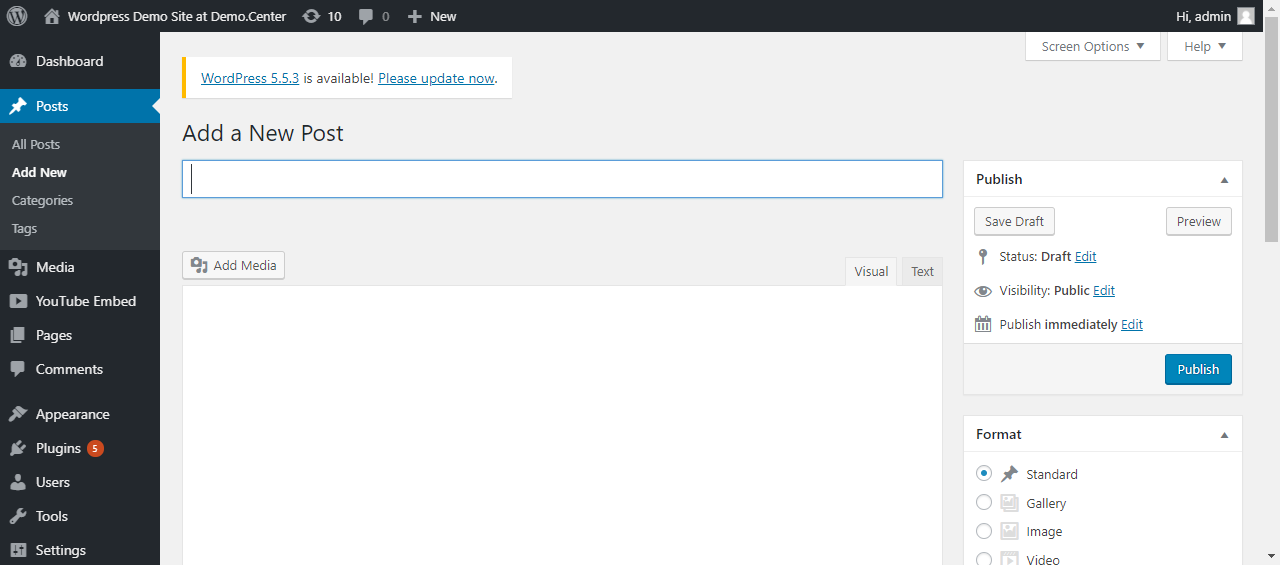 Wordpress Demo Site at Demo.Center 10 0 New Hi, admin
Screen Options Help
Dashboard
Posts
All Posts
Add New
Categories
Tags
Media
YouTube Embed
Pages
Comments
Appearance
Plugins 5
Users
Tools
Settings
WordPress 5.5.3 is available! Please update now.
Add a New Post
Add Media
Visual Text
Publish
Save Draft Preview
Status: Draft Edit
Visibility: Public Edit
Publish immediately Edit
Publish
Format
Standard
Gallery
Image
Video